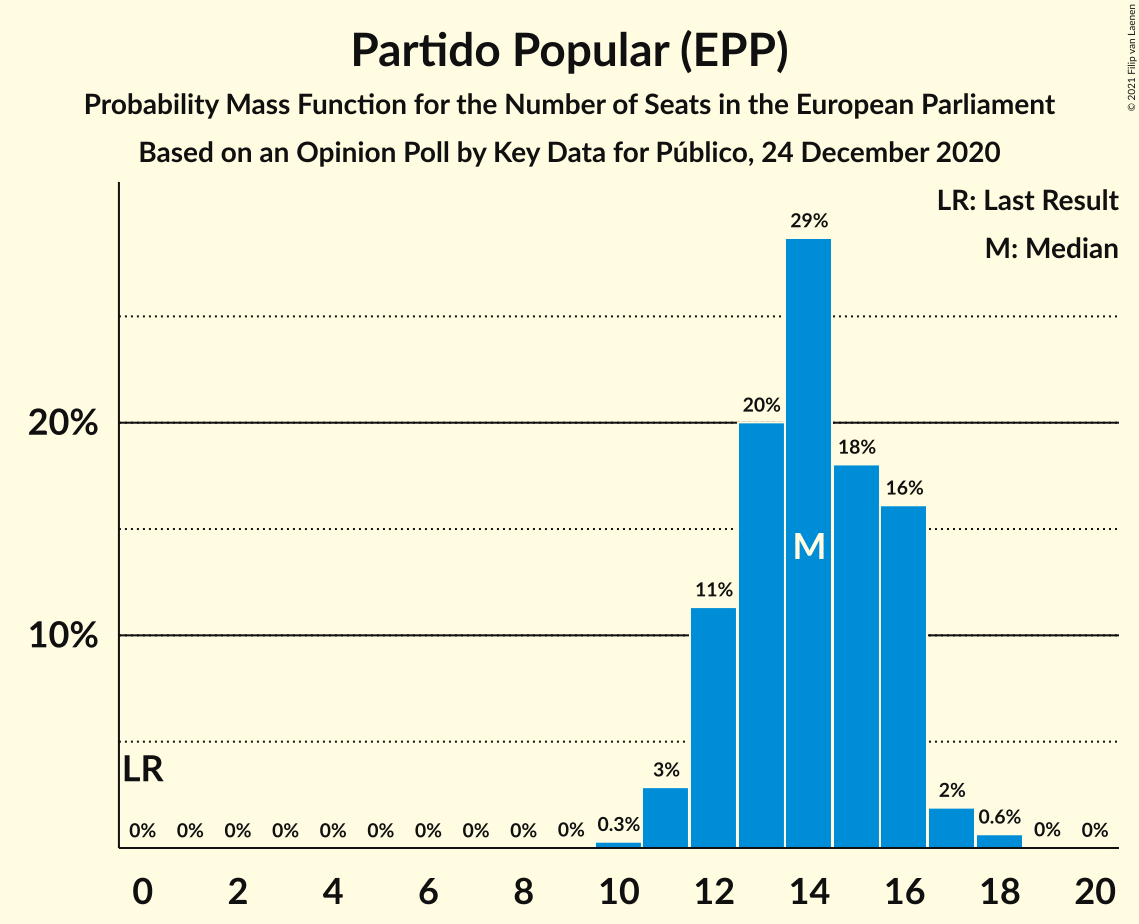 Partido Popular (EPP)
Probability Mass Function for the Number of Seats in the European Parliament
Based on an Opinion Poll by Key Data for Público, 24 December 2020
© 2021 Filip van Laenen
LR: Last Result
M: Median
29%
20%
20%
18%
16%
M
11%
10%
LR
3%
2%
0% 0% 0% 0% 0% 0% 0% 0% 0% 0% 0.3% 0.6% 0% 0%
0 2 4 6 8 10 12 14 16 18 20